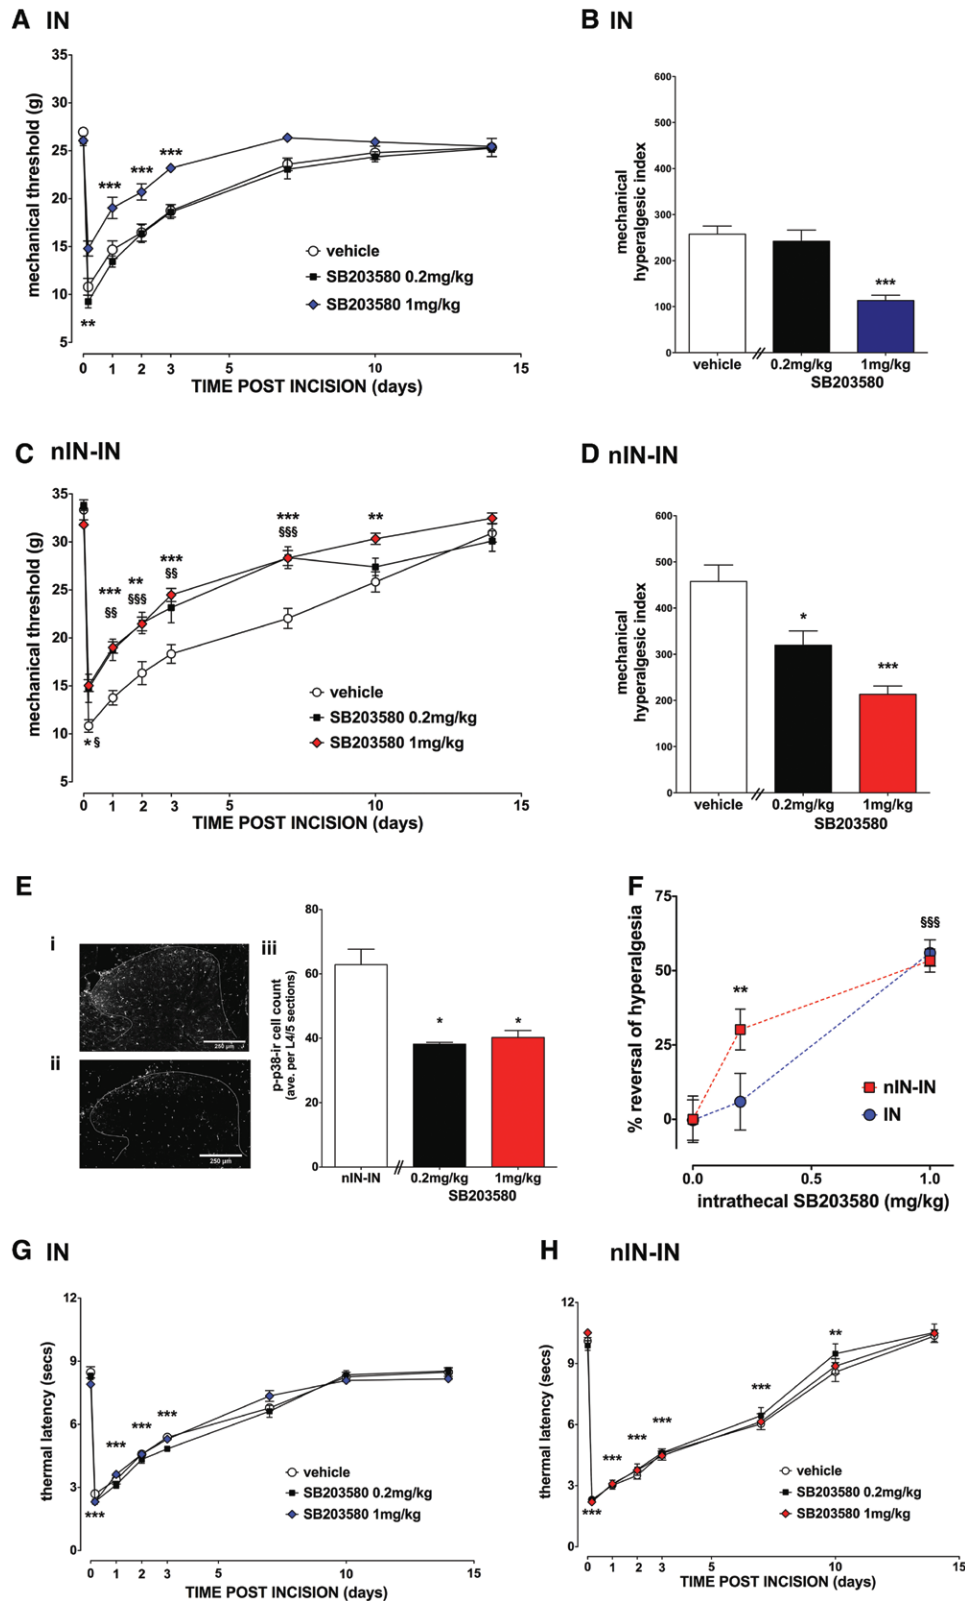 A IN
mechanical threshold (g)
35
30
25
20
15
10
5
***
***
***
**
vehicle
SB203580 0.2mg/kg
SB203580 1mg/kg
0 1 2 3 5 10 15
TIME POST INCISION (days)
B IN
mechanical
hyperalgesic index
600
500
400
300
200
100
0
***
vehicle 0.2mg/kg 1mg/kg
SB203580
C nIN-IN
mechanical threshold (g)
35
30
25
20
15
10
5
***
§§
**
§§§
***
§§
***
§§§
**
* §
vehicle
SB203580 0.2mg/kg
SB203580 1mg/kg
0 1 2 3 5 10 15
TIME POST INCISION (days)
D nIN-IN
mechanical
hyperalgesic index
600
500
400
300
200
100
0
*
***
vehicle 0.2mg/kg 1mg/kg
SB203580
E
i
250 µm
ii
250 µm
iii
p-p38-ir cell count
(ave. per L4/5 sections)
80
60
40
20
0
* *
nIN-IN 0.2mg/kg 1mg/kg
SB203580
F
% reversal of hyperalgesia
75
50
25
0
**
§§§
nIN-IN
IN
0.0 0.5 1.0
intrathecal SB203580 (mg/kg)
G IN
thermal latency (secs)
12
9
6
3
0
***
***
***
***
vehicle
SB203580 0.2mg/kg
SB203580 1mg/kg
0 1 2 3 5 10 15
TIME POST INCISION (days)
H nIN-IN
thermal latency (secs)
12
9
6
3
0
***
***
***
***
***
**
vehicle
SB203580 0.2mg/kg
SB203580 1mg/kg
0 1 2 3 5 10 15
TIME POST INCISION (days)